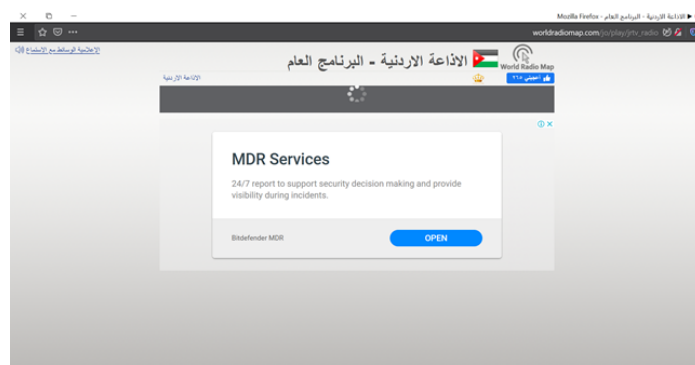 الاذاعة الاردنية - البرنامج العام - Mozilla Firefox
worldradiomap.com/jo/play/jrtv_radio
الاذاعة الاردنية - البرنامج العام
World Radio Map
أعجبني ٢٦٥
الاذاعة الاردنية
MDR Services
24/7 report to support security decision making and provide
visibility during incidents.
Bitdefender MDR
OPEN